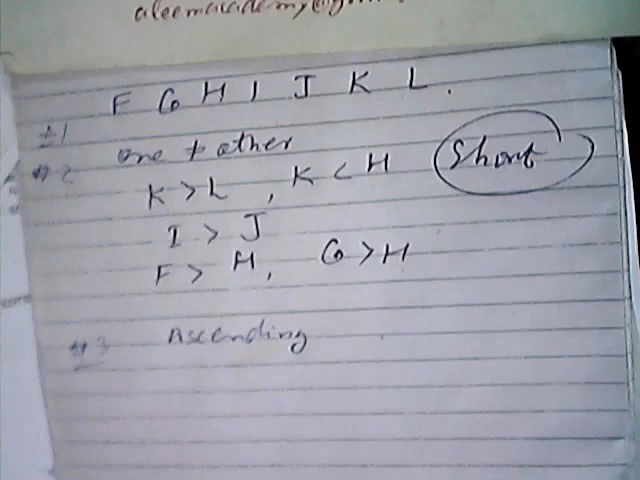 F G H I J K L.
#1
one + other
#2
K > L , K < H
Short
I > J
F > H, G > H
#3 Ascending